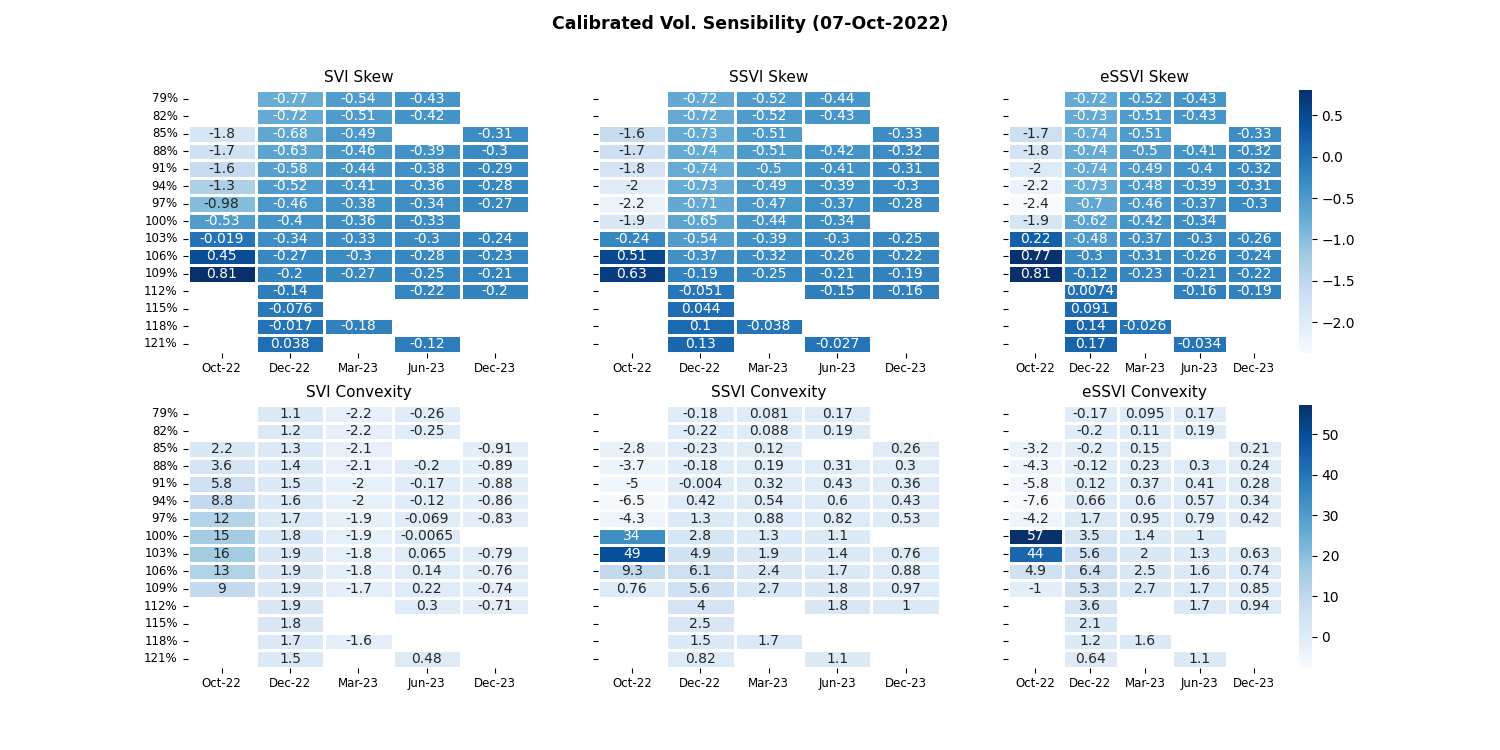 Calibrated Vol. Sensibility (07-Oct-2022)
SVI Skew SSVI Skew eSSVI Skew
79% -0.77 -0.54 -0.43 -0.72 -0.52 -0.44 -0.72 -0.52 -0.43
82% -0.72 -0.51 -0.42 -0.72 -0.52 -0.43 -0.73 -0.51 -0.43
85% -1.8 -0.68 -0.49 -0.31 -1.6 -0.73 -0.51 -0.33 -1.7 -0.74 -0.51 -0.33 0.5
88% -1.7 -0.63 -0.46 -0.39 -0.3 -1.7 -0.74 -0.51 -0.42 -0.32 -1.8 -0.74 -0.5 -0.41 -0.32 0.0
91% -1.6 -0.58 -0.44 -0.38 -0.29 -1.8 -0.74 -0.5 -0.41 -0.31 -2 -0.74 -0.49 -0.4 -0.32
94% -1.3 -0.52 -0.41 -0.36 -0.28 -2 -0.73 -0.49 -0.39 -0.3 -2.2 -0.73 -0.48 -0.39 -0.31 −0.5
97% -0.98 -0.46 -0.38 -0.34 -0.27 -2.2 -0.71 -0.47 -0.37 -0.28 -2.4 -0.7 -0.46 -0.37 -0.3
100% -0.53 -0.4 -0.36 -0.33 -1.9 -0.65 -0.44 -0.34 -1.9 -0.62 -0.42 -0.34
103% -0.019 -0.34 -0.33 -0.3 -0.24 -0.24 -0.54 -0.39 -0.3 -0.25 0.22 -0.48 -0.37 -0.3 -0.26 −1.0
106% 0.45 -0.27 -0.3 -0.28 -0.23 0.51 -0.37 -0.32 -0.26 -0.22 0.77 -0.3 -0.31 -0.26 -0.24
109% 0.81 -0.2 -0.27 -0.25 -0.21 0.63 -0.19 -0.25 -0.21 -0.19 0.81 -0.12 -0.23 -0.21 -0.22 −1.5
112% -0.14 -0.22 -0.2 -0.051 -0.15 -0.16 0.0074 -0.16 -0.19
115% -0.076 0.044 0.091
118% -0.017 -0.18 0.1 -0.038 0.14 -0.026 −2.0
121% 0.038 -0.12 0.13 -0.027 0.17 -0.034
Oct-22 Dec-22 Mar-23 Jun-23 Dec-23 Oct-22 Dec-22 Mar-23 Jun-23 Dec-23 Oct-22 Dec-22 Mar-23 Jun-23 Dec-23
SVI Convexity SSVI Convexity eSSVI Convexity
79% 1.1 -2.2 -0.26 -0.18 0.081 0.17 -0.17 0.095 0.17
82% 1.2 -2.2 -0.25 -0.22 0.088 0.19 -0.2 0.11 0.19 50
85% 2.2 1.3 -2.1 -0.91 -2.8 -0.23 0.12 0.26 -3.2 -0.2 0.15 0.21
88% 3.6 1.4 -2.1 -0.2 -0.89 -3.7 -0.18 0.19 0.31 0.3 -4.3 -0.12 0.23 0.3 0.24 40
91% 5.8 1.5 -2 -0.17 -0.88 -5 -0.004 0.32 0.43 0.36 -5.8 0.12 0.37 0.41 0.28
94% 8.8 1.6 -2 -0.12 -0.86 -6.5 0.42 0.54 0.6 0.43 -7.6 0.66 0.6 0.57 0.34
97% 12 1.7 -1.9 -0.069 -0.83 -4.3 1.3 0.88 0.82 0.53 -4.2 1.7 0.95 0.79 0.42 30
100% 15 1.8 -1.9 -0.0065 34 2.8 1.3 1.1 57 3.5 1.4 1
103% 16 1.9 -1.8 0.065 -0.79 49 4.9 1.9 1.4 0.76 44 5.6 2 1.3 0.63 20
106% 13 1.9 -1.8 0.14 -0.76 9.3 6.1 2.4 1.7 0.88 4.9 6.4 2.5 1.6 0.74
109% 9 1.9 -1.7 0.22 -0.74 0.76 5.6 2.7 1.8 0.97 -1 5.3 2.7 1.7 0.85 10
112% 1.9 0.3 -0.71 4 1.8 1 3.6 1.7 0.94
115% 1.8 2.5 2.1
118% 1.7 -1.6 1.5 1.7 1.2 1.6 0
121% 1.5 0.48 0.82 1.1 0.64 1.1
Oct-22 Dec-22 Mar-23 Jun-23 Dec-23 Oct-22 Dec-22 Mar-23 Jun-23 Dec-23 Oct-22 Dec-22 Mar-23 Jun-23 Dec-23